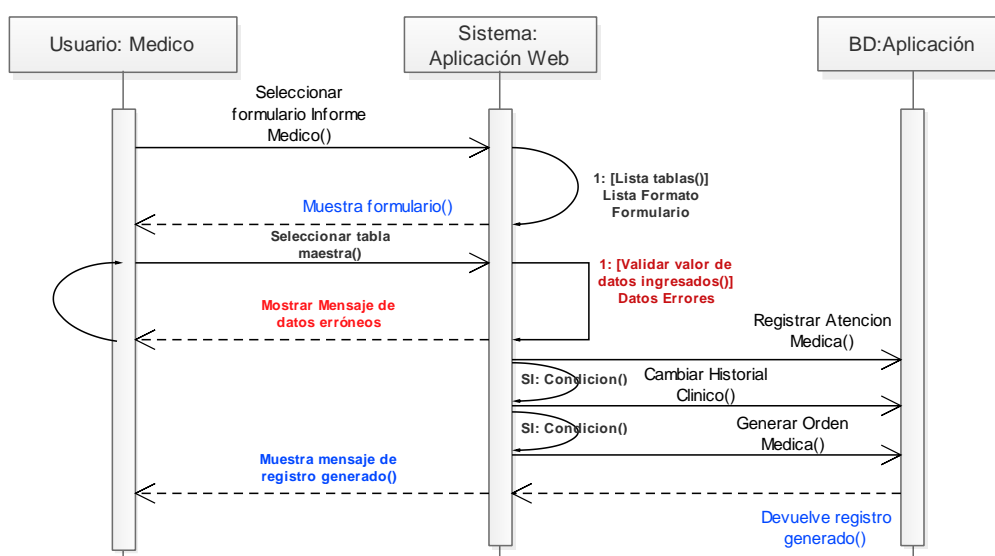 Usuario: Medico
Sistema:
Aplicación Web
BD:Aplicación
Seleccionar
formulario Informe
Medico()
1: [Lista tablas()]
Lista Formato
Formulario
Muestra formulario()
Seleccionar tabla
maestra()
1: [Validar valor de
datos ingresados()]
Datos Errores
Mostrar Mensaje de
datos erróneos
Registrar Atencion
Medica()
SI: Condicion()
Cambiar Historial
Clinico()
SI: Condicion()
Generar Orden
Medica()
Muestra mensaje de
registro generado()
Devuelve registro
generado()